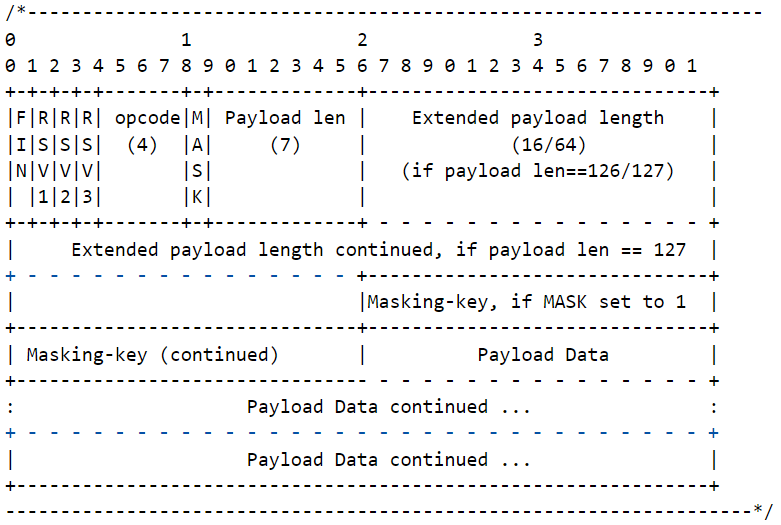 /*-------------------------------------------------------------------
0               1               2               3
0 1 2 3 4 5 6 7 8 9 0 1 2 3 4 5 6 7 8 9 0 1 2 3 4 5 6 7 8 9 0 1
+-+-+-+-+-------+-+-------------+-------------------------------+
|F|R|R|R| opcode|M| Payload len |    Extended payload length    |
|I|S|S|S|  (4)  |A|     (7)     |             (16/64)           |
|N|V|V|V|       |S|             |   (if payload len==126/127)   |
| |1|2|3|       |K|             |                               |
+-+-+-+-+-------+-+-------------+ - - - - - - - - - - - - - - - +
|     Extended payload length continued, if payload len == 127  |
+ - - - - - - - - - - - - - - - +-------------------------------+
|                               |Masking-key, if MASK set to 1  |
+-------------------------------+-------------------------------+
| Masking-key (continued)       |          Payload Data         |
+-------------------------------- - - - - - - - - - - - - - - - +
:                     Payload Data continued ...                :
+ - - - - - - - - - - - - - - - - - - - - - - - - - - - - - - - +
|                     Payload Data continued ...                |
+---------------------------------------------------------------+
--------------------------------------------------------------------*/